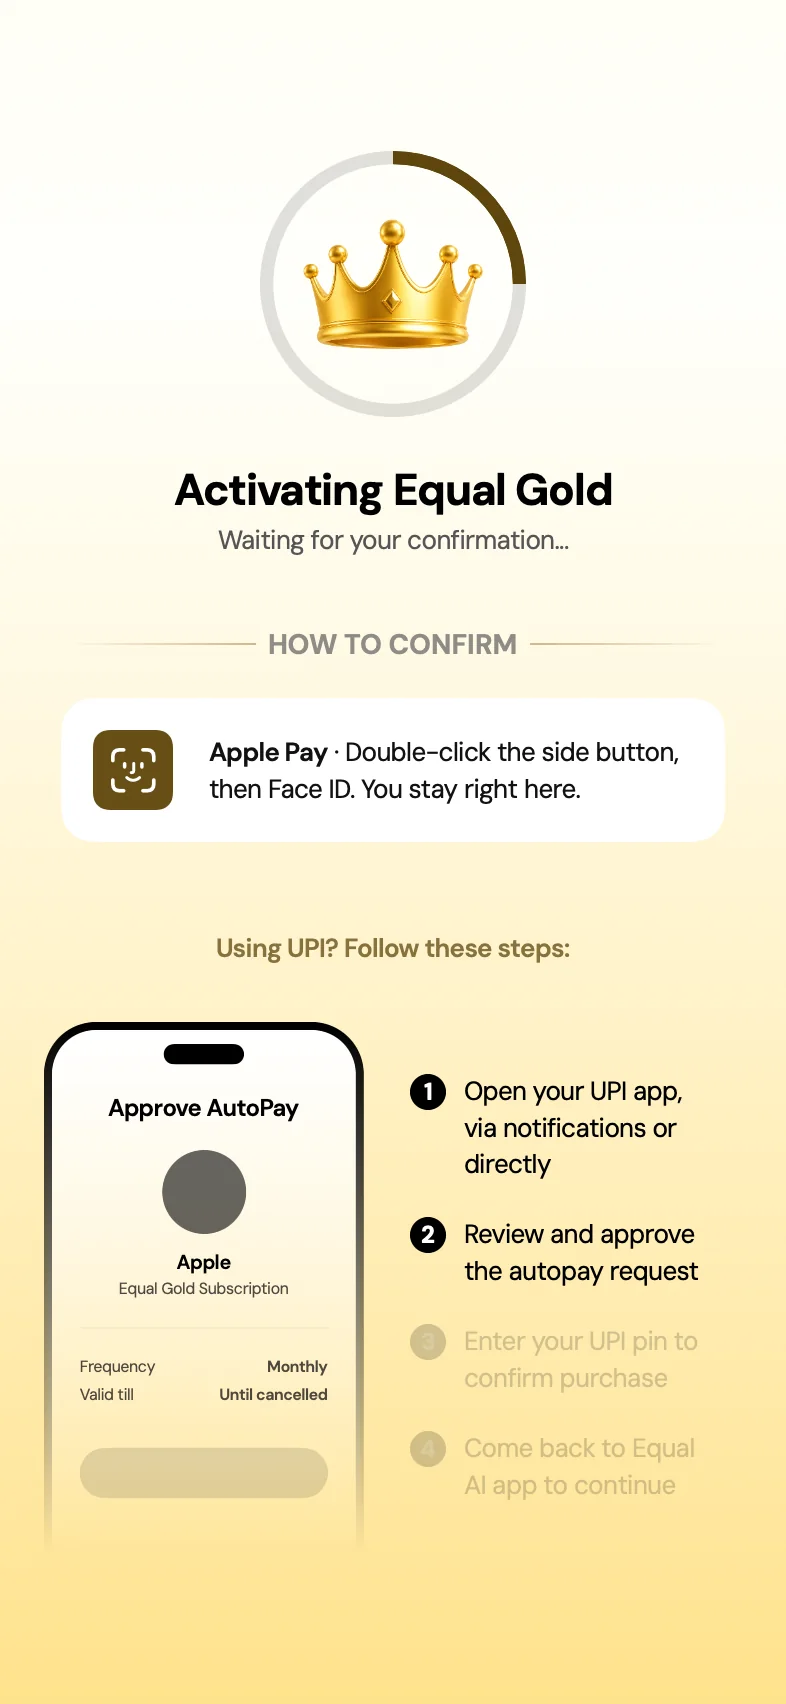 Activating Equal Gold
Waiting for your confirmation...
HOW TO CONFIRM
Apple Pay · Double-click the side button,
then Face ID. You stay right here.
Using UPI? Follow these steps:
Approve AutoPay
Apple
Equal Gold Subscription
Frequency Monthly
Valid till Until cancelled
1 Open your UPI app,
via notifications or
directly
2 Review and approve
the autopay request
3 Enter your UPI pin to
confirm purchase
4 Come back to Equal
AI app to continue